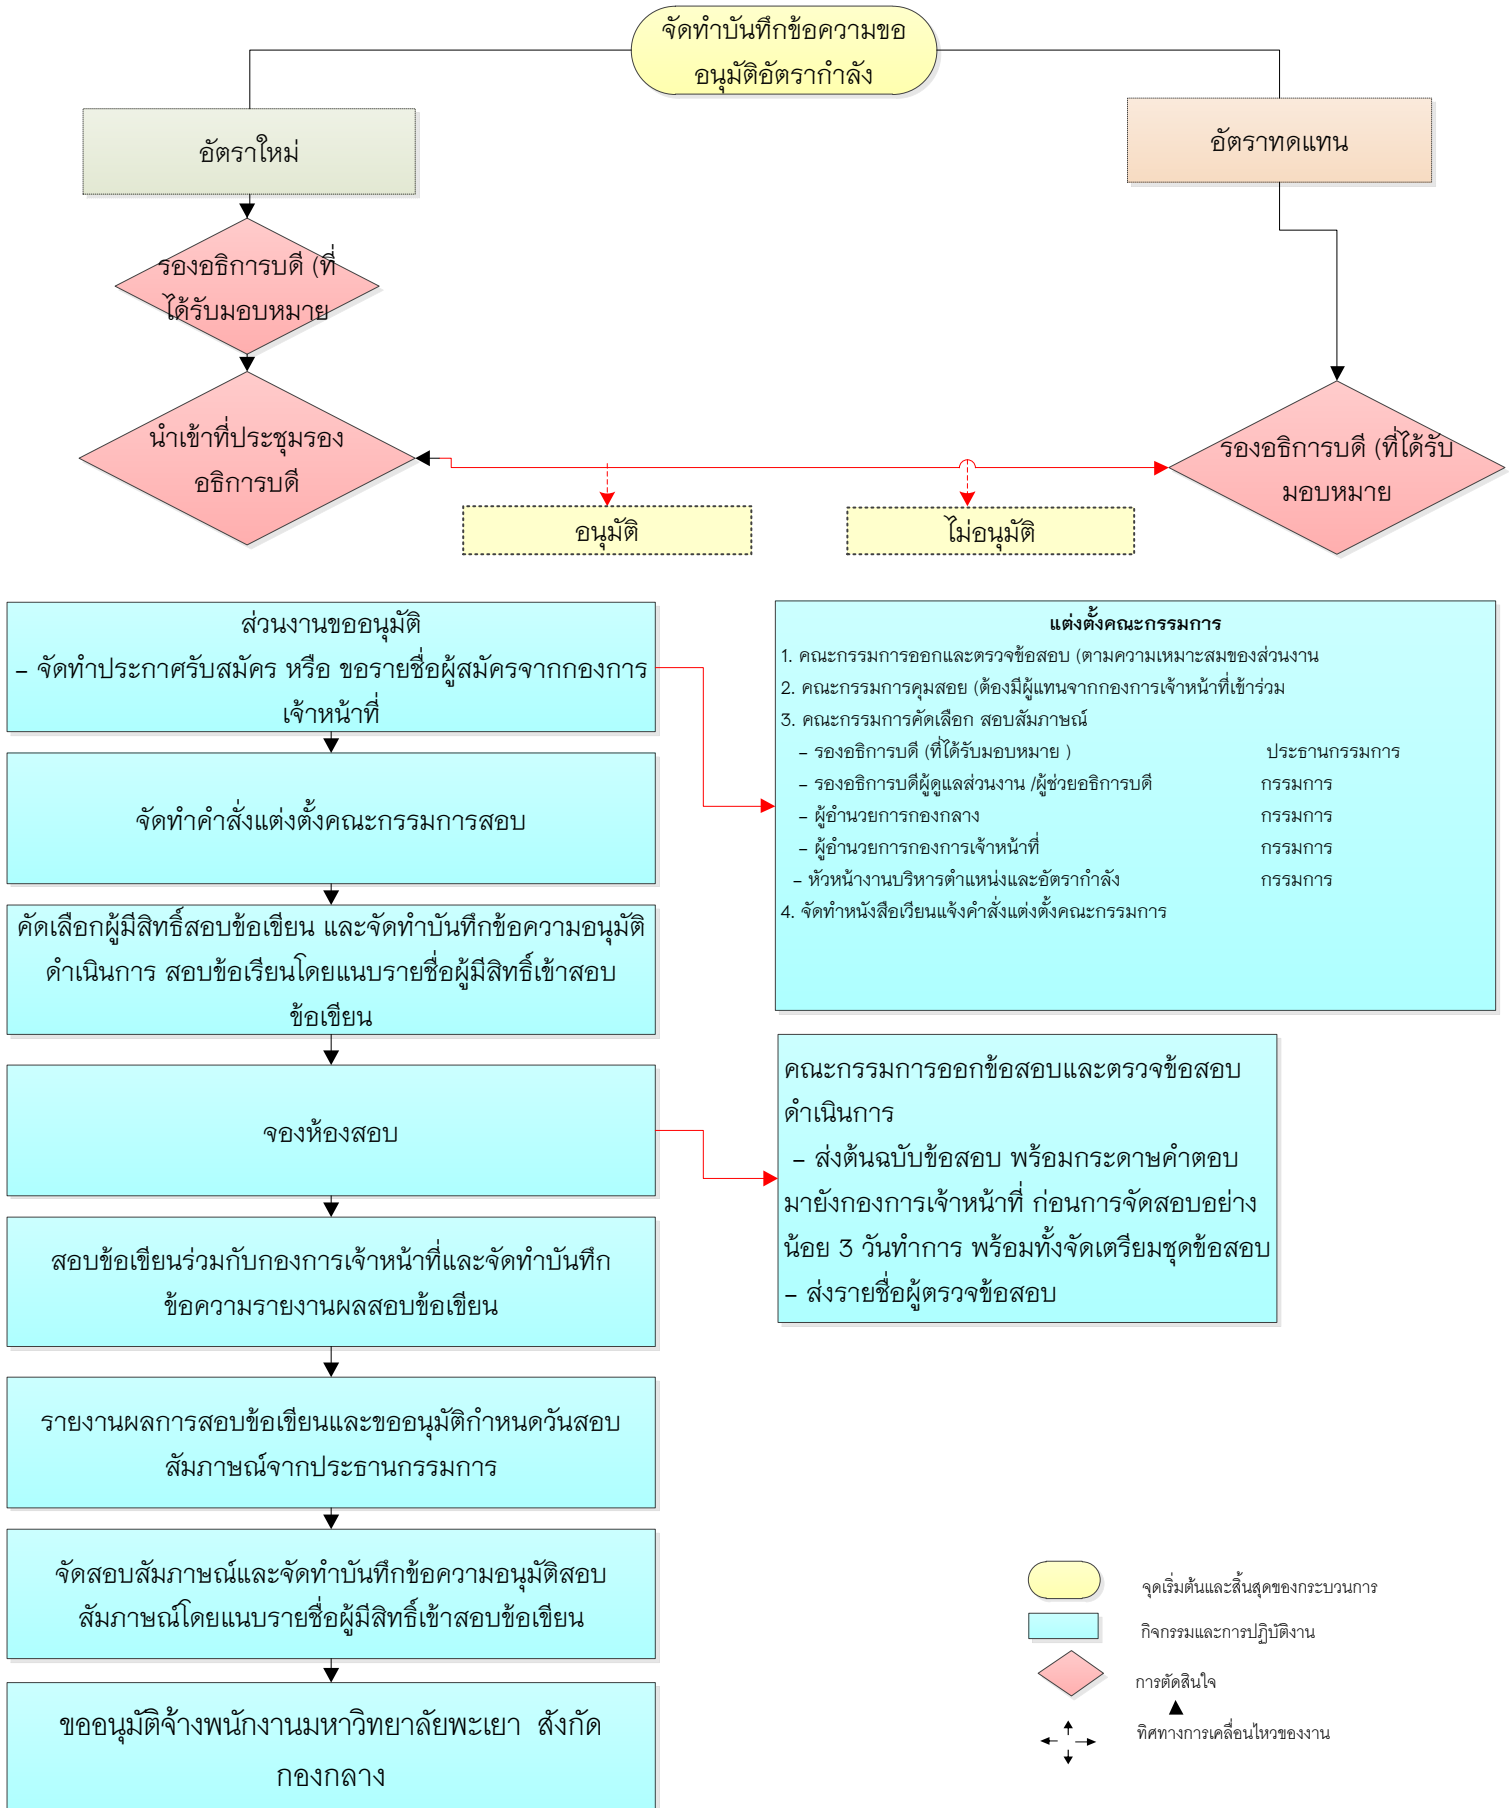 จัดทำบันทึกข้อความขอ
อนุมัติอัตรากำลัง
อัตราใหม่
อัตราทดแทน
รองอธิการบดี (ที่
ได้รับมอบหมาย
นำเข้าที่ประชุมรอง
อธิการบดี
รองอธิการบดี (ที่ได้รับ
มอบหมาย
อนุมัติ
ไม่อนุมัติ
ส่วนงานขออนุมัติ
– จัดทำประกาศรับสมัคร หรือ ขอรายชื่อผู้สมัครจากกองการ
เจ้าหน้าที่
จัดทำคำสั่งแต่งตั้งคณะกรรมการสอบ
คัดเลือกผู้มีสิทธิ์สอบข้อเขียน และจัดทำบันทึกข้อความอนุมัติ
ดำเนินการ สอบข้อเรียนโดยแนบรายชื่อผู้มีสิทธิ์เข้าสอบ
ข้อเขียน
จองห้องสอบ
สอบข้อเขียนร่วมกับกองการเจ้าหน้าที่และจัดทำบันทึก
ข้อความรายงานผลสอบข้อเขียน
รายงานผลการสอบข้อเขียนและขออนุมัติกำหนดวันสอบ
สัมภาษณ์จากประธานกรรมการ
จัดสอบสัมภาษณ์และจัดทำบันทึกข้อความอนุมัติสอบ
สัมภาษณ์โดยแนบรายชื่อผู้มีสิทธิ์เข้าสอบข้อเขียน
ขออนุมัติจ้างพนักงานมหาวิทยาลัยพะเยา สังกัด
กองกลาง
แต่งตั้งคณะกรรมการ
1. คณะกรรมการออกและตรวจข้อสอบ (ตามความเหมาะสมของส่วนงาน
2. คณะกรรมการคุมสอย (ต้องมีผู้แทนจากกองการเจ้าหน้าที่เข้าร่วม
3. คณะกรรมการคัดเลือก สอบสัมภาษณ์
– รองอธิการบดี (ที่ได้รับมอบหมาย ) ประธานกรรมการ
– รองอธิการบดีผู้ดูแลส่วนงาน /ผู้ช่วยอธิการบดี กรรมการ
– ผู้อำนวยการกองกลาง กรรมการ
– ผู้อำนวยการกองการเจ้าหน้าที่ กรรมการ
– หัวหน้างานบริหารตำแหน่งและอัตรากำลัง กรรมการ
4. จัดทำหนังสือเวียนแจ้งคำสั่งแต่งตั้งคณะกรรมการ
คณะกรรมการออกข้อสอบและตรวจข้อสอบ
ดำเนินการ
– ส่งต้นฉบับข้อสอบ พร้อมกระดาษคำตอบ
มายังกองการเจ้าหน้าที่ ก่อนการจัดสอบอย่าง
น้อย 3 วันทำการ พร้อมทั้งจัดเตรียมชุดข้อสอบ
– ส่งรายชื่อผู้ตรวจข้อสอบ
จุดเริ่มต้นและสิ้นสุดของกระบวนการ
กิจกรรมและการปฏิบัติงาน
การตัดสินใจ
ทิศทางการเคลื่อนไหวของงาน